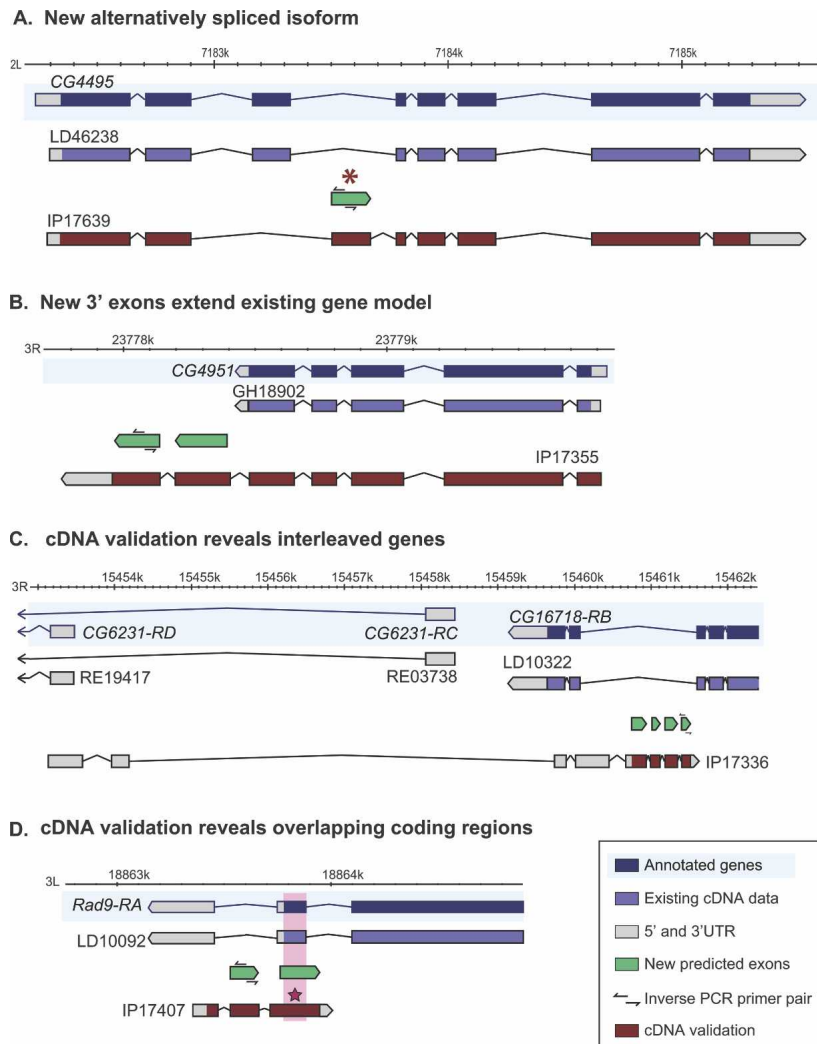 A. New alternatively spliced isoform
7183k 7184k 7185k
2L
CG4495
LD46238
*
IP17639
B. New 3’ exons extend existing gene model
23778k 23779k
3R
CG4951
GH18902
IP17355
C. cDNA validation reveals interleaved genes
15454k 15455k 15456k 15457k 15458k 15459k 15460k 15461k 15462k
3R
CG6231-RD CG6231-RC CG16718-RB
RE19417 RE03738 LD10322
IP17336
D. cDNA validation reveals overlapping coding regions
18863k 18864k
3L
Rad9-RA
LD10092
IP17407
Annotated genes
Existing cDNA data
5’ and 3’UTR
New predicted exons
Inverse PCR primer pair
cDNA validation